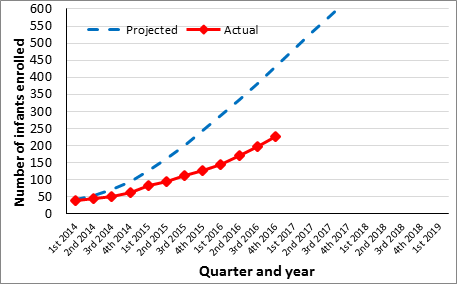 Number of infants enrolled
600
550
500
450
400
350
300
250
200
150
100
50
0
Projected
Actual
1st 2014
2nd 2014
3rd 2014
4th 2014
1st 2015
2nd 2015
3rd 2015
4th 2015
1st 2016
2nd 2016
3rd 2016
4th 2016
1st 2017
2nd 2017
3rd 2017
4th 2017
1st 2018
2nd 2018
3rd 2018
4th 2018
1st 2019
Quarter and year